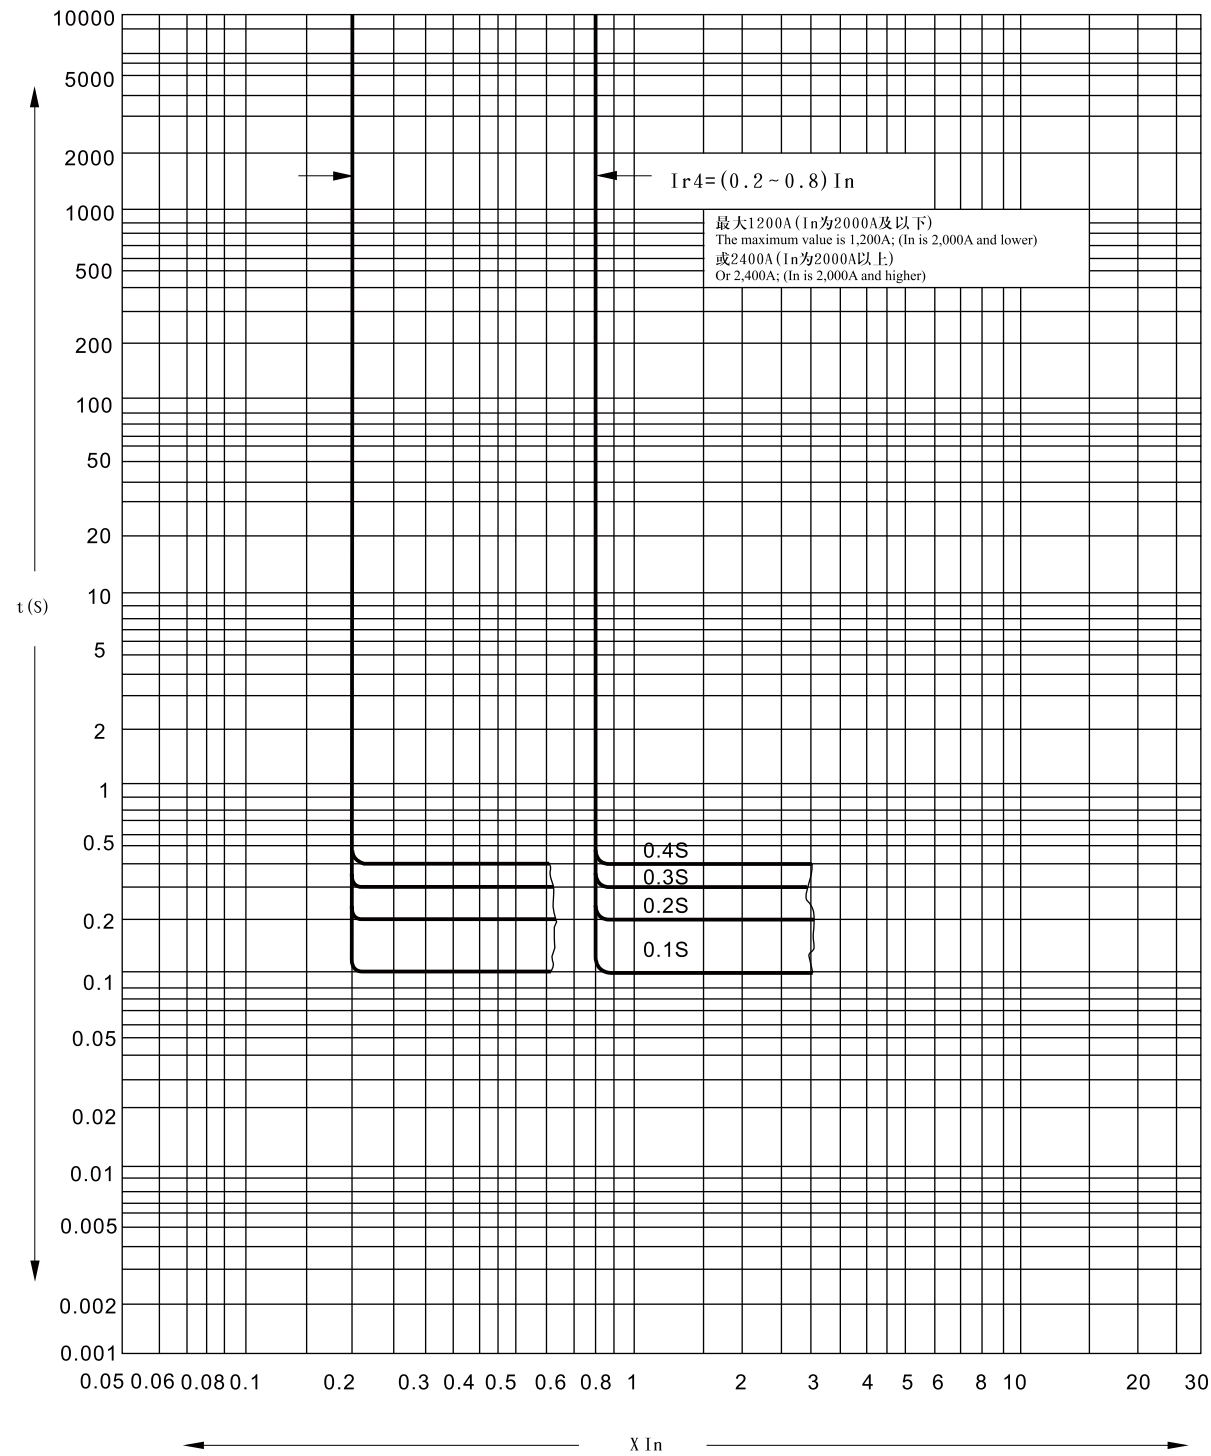 10000
5000
2000
1000
500
200
100
50
20
10
5
2
1
0.5
0.2
0.1
0.05
0.02
0.01
0.005
0.002
0.001
t(S)
Ir4=(0.2~0.8)In
最大1200A(In为2000A及以下)
The maximum value is 1,200A; (In is 2,000A and lower)
或2400A(In为2000A以上)
Or 2,400A; (In is 2,000A and higher)
0.4S
0.3S
0.2S
0.1S
0.05 0.06 0.08 0.1 0.2 0.3 0.4 0.5 0.6 0.8 1 2 3 4 5 6 8 10 20 30
X In